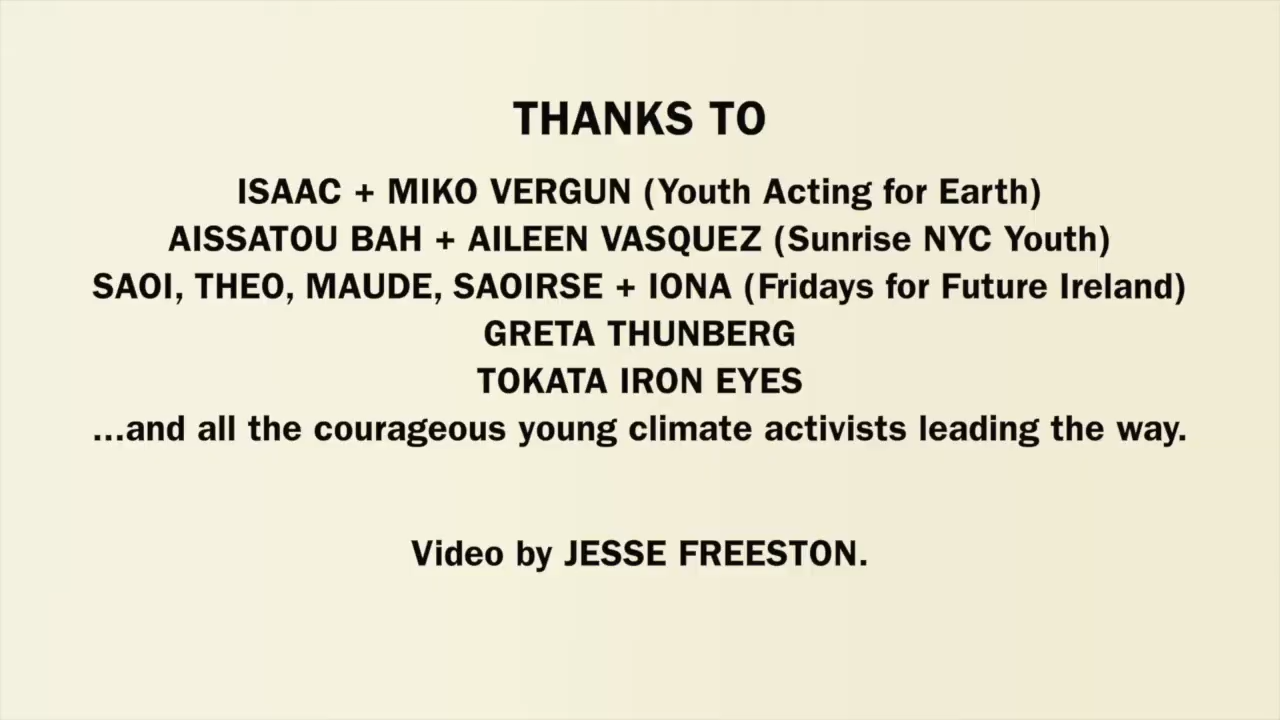 THANKS TO
ISAAC + MIKO VERGUN (Youth Acting for Earth)
AISSATOU BAH + AILEEN VASQUEZ (Sunrise NYC Youth)
SAOI, THEO, MAUDE, SAOIRSE + IONA (Fridays for Future Ireland)
GRETA THUNBERG
TOKATA IRON EYES
...and all the courageous young climate activists leading the way.
Video by JESSE FREESTON.